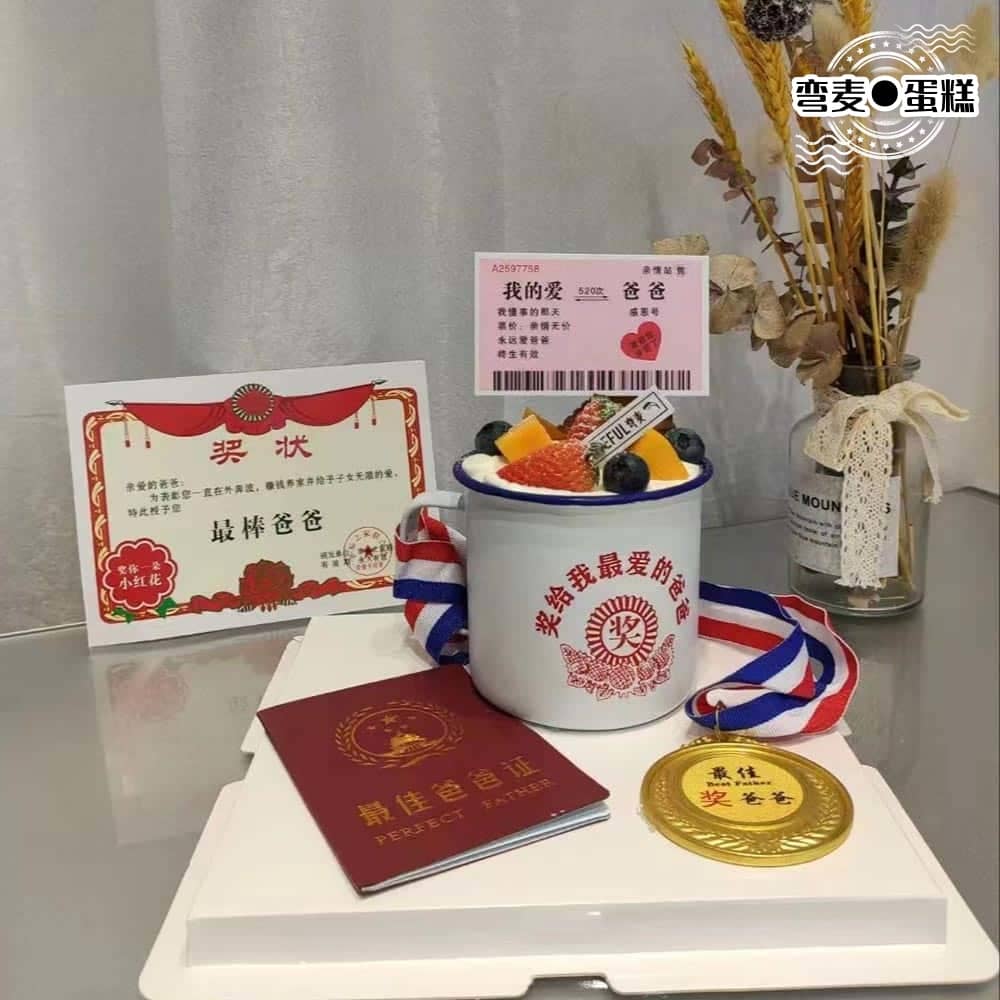 弯麦●蛋糕
A2597758 亲情站 售
我的爱 520次 爸爸
我懂事的那天 感恩号
票价：亲情无价
永远爱爸爸
终生有效
奖状
亲爱的爸爸：
为表彰您一直在外奔波，赚钱养家并给予子女无限的爱，
特此授予您
最棒爸爸
奖你一朵
小红花
EFUL
奖给我最爱的爸爸
奖
UE MOUN
最佳爸爸证
PERFECT FATHER
最佳
Best Father
奖 爸爸